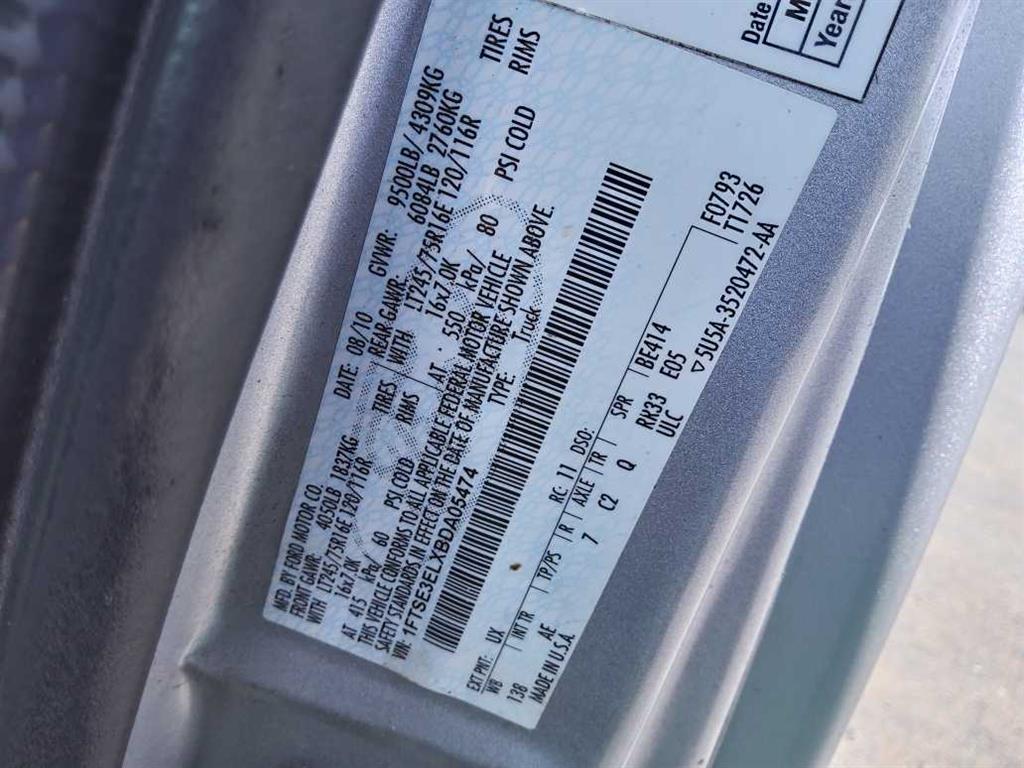 Date
M
Year
MFD. BY FORD MOTOR CO. DATE: 08/10 GVWR: 9500LB/ 4309KG
FRONT GAWR: 4050LB 1837KG REAR GAWR: 6084LB 2760KG
WITH LT245/75R16E 120/116R TIRES WITH LT245/75R16E 120/116R TIRES
16x7.0K RIMS 16x7.0K RIMS
AT 415 kPa/ 60 PSI COLD AT 550 kPa/ 80 PSI COLD
THIS VEHICLE CONFORMS TO ALL APPLICABLE FEDERAL MOTOR VEHICLE
SAFETY STANDARDS IN EFFECT ON THE DATE OF MANUFACTURE SHOWN ABOVE.
VIN: 1FTSE3ELXBDA05474 TYPE: Truck
F0793
T1726
EXT PNT: UX RC: 11 DSO: BE414
WB INT TR TP/PS R AXLE TR SPR RK33 E05
138 AE 7 C2 Q ULC
MADE IN U.S.A. ▽5U5A-3520472-AA